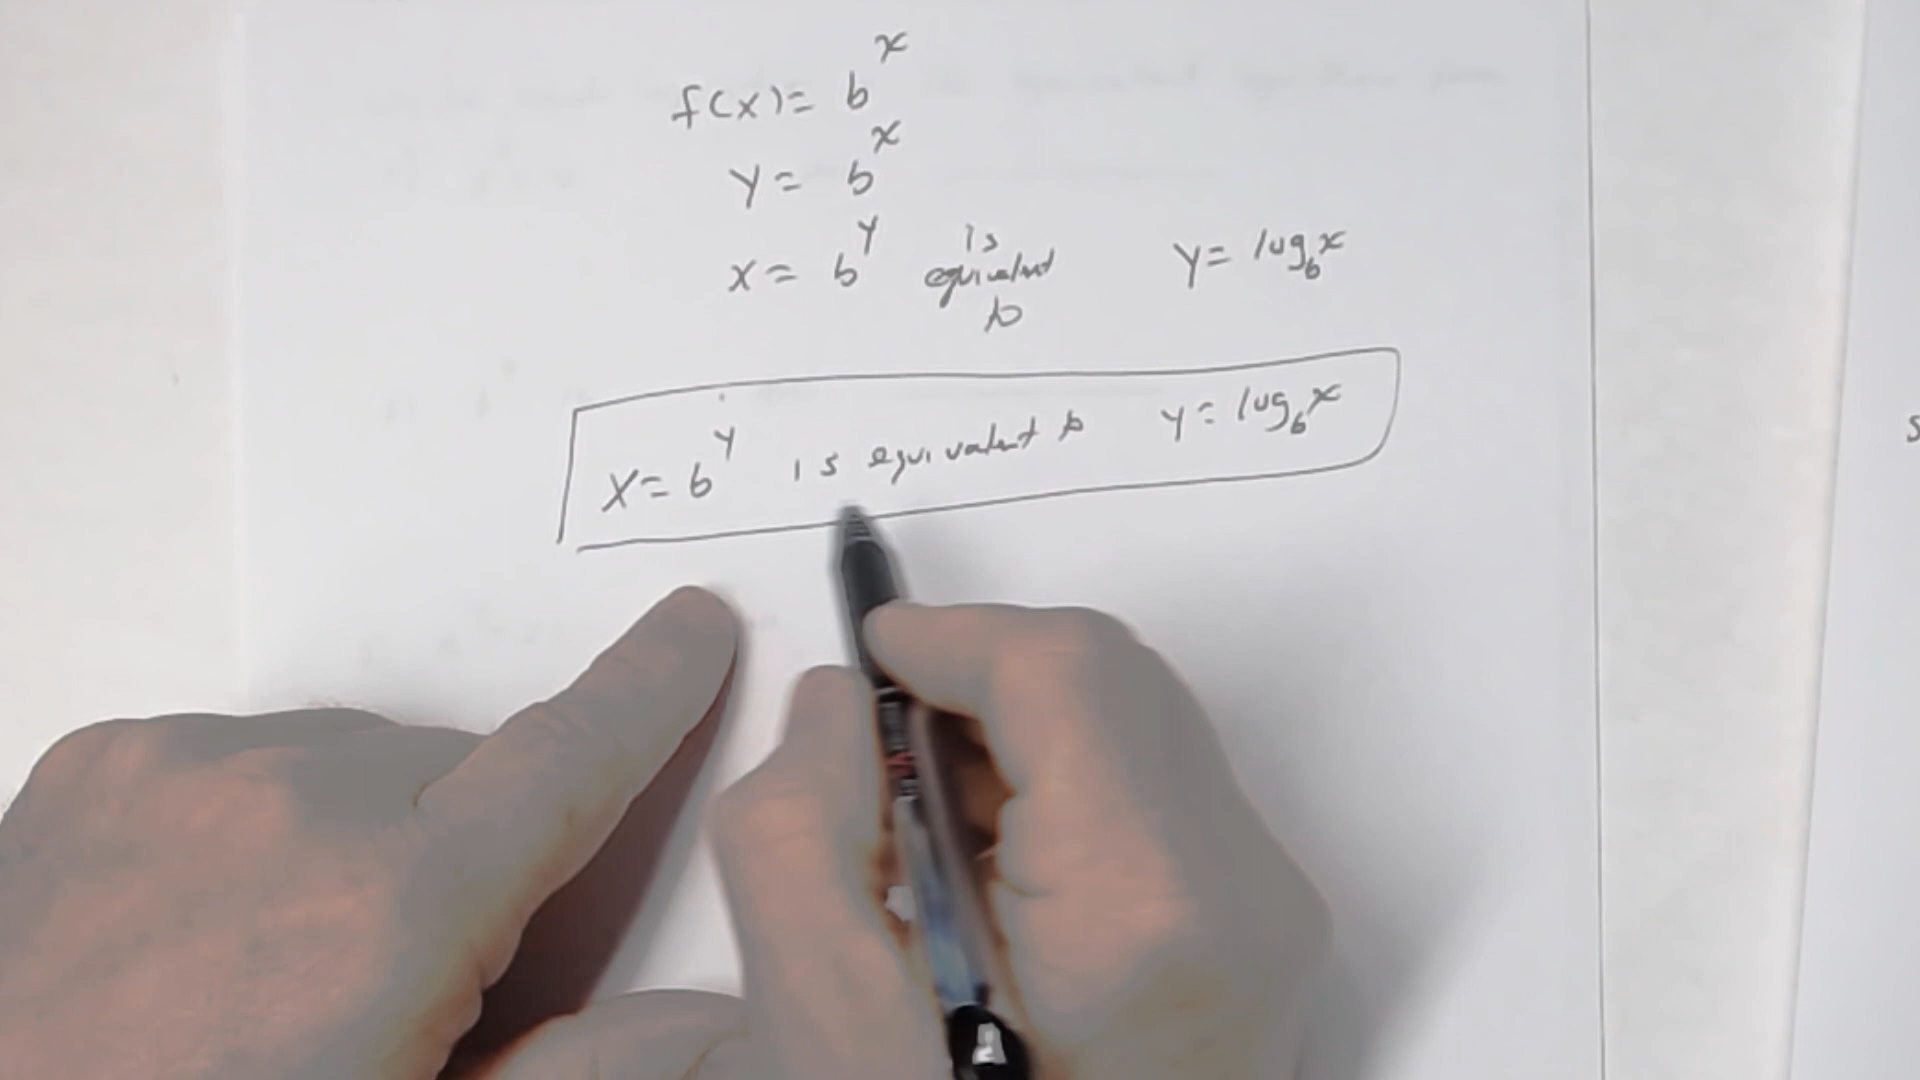 f(x) = b^x
y = b^x
x = b^y is equivalent to y = log_b x
x = b^y is equivalent to y = log_b x